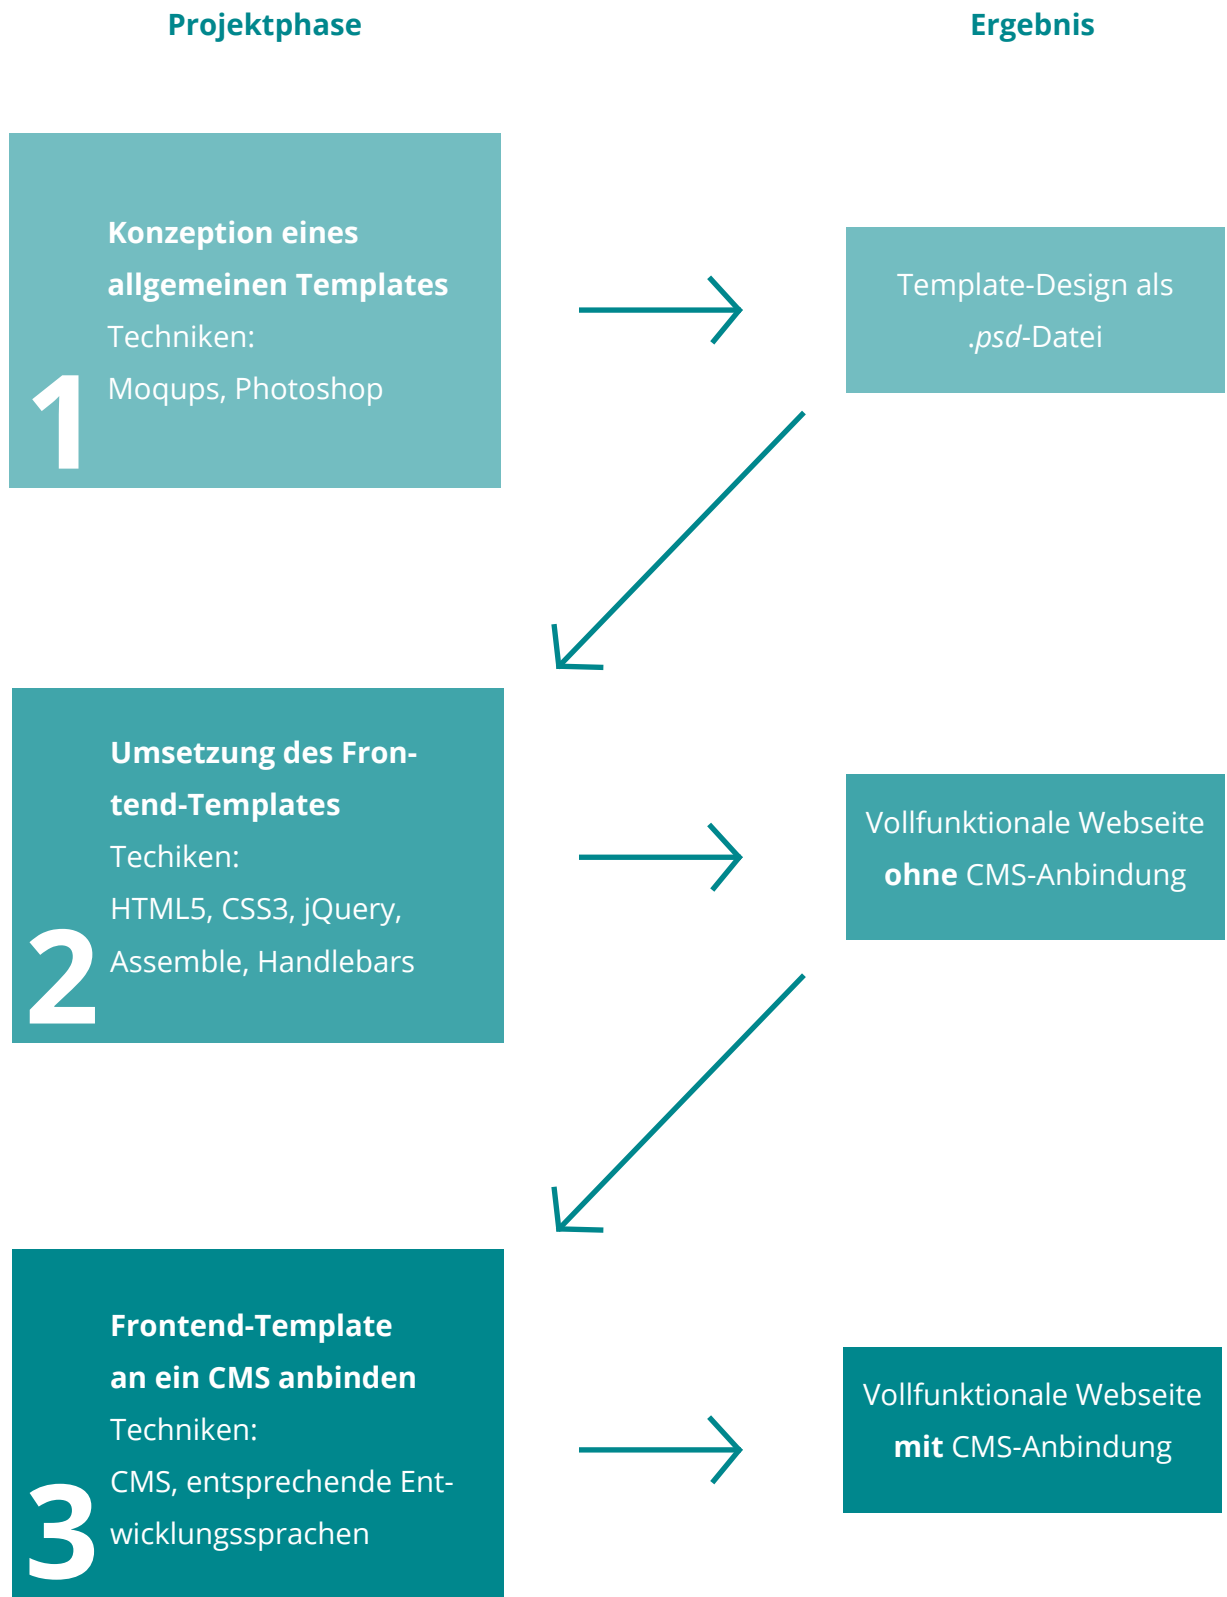 Projektphase
Ergebnis
Konzeption eines
allgemeinen Templates
Techniken:
Moqups, Photoshop
1
Template-Design als
.psd-Datei
Umsetzung des Fron-
tend-Templates
Techiken:
HTML5, CSS3, jQuery,
Assemble, Handlebars
2
Vollfunktionale Webseite
ohne CMS-Anbindung
Frontend-Template
an ein CMS anbinden
Techniken:
CMS, entsprechende Ent-
wicklungssprachen
3
Vollfunktionale Webseite
mit CMS-Anbindung